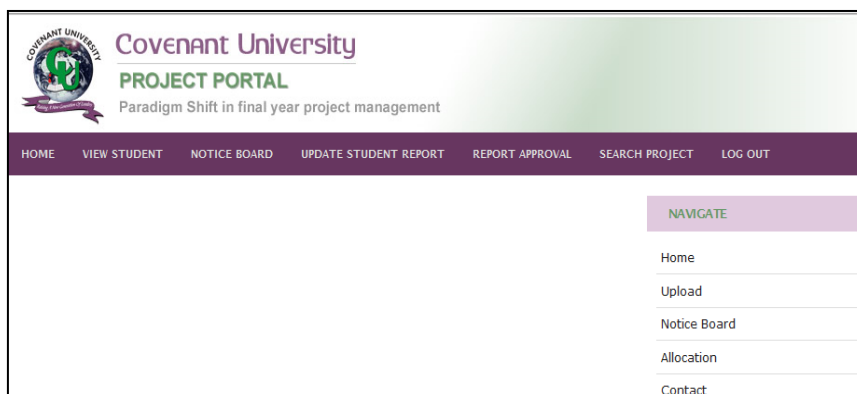 COVENANT UNIVERSITY
CU
Covenant University
PROJECT PORTAL
Paradigm Shift in final year project management
HOME VIEW STUDENT NOTICE BOARD UPDATE STUDENT REPORT REPORT APPROVAL SEARCH PROJECT LOG OUT
NAVIGATE
Home
Upload
Notice Board
Allocation
Contact